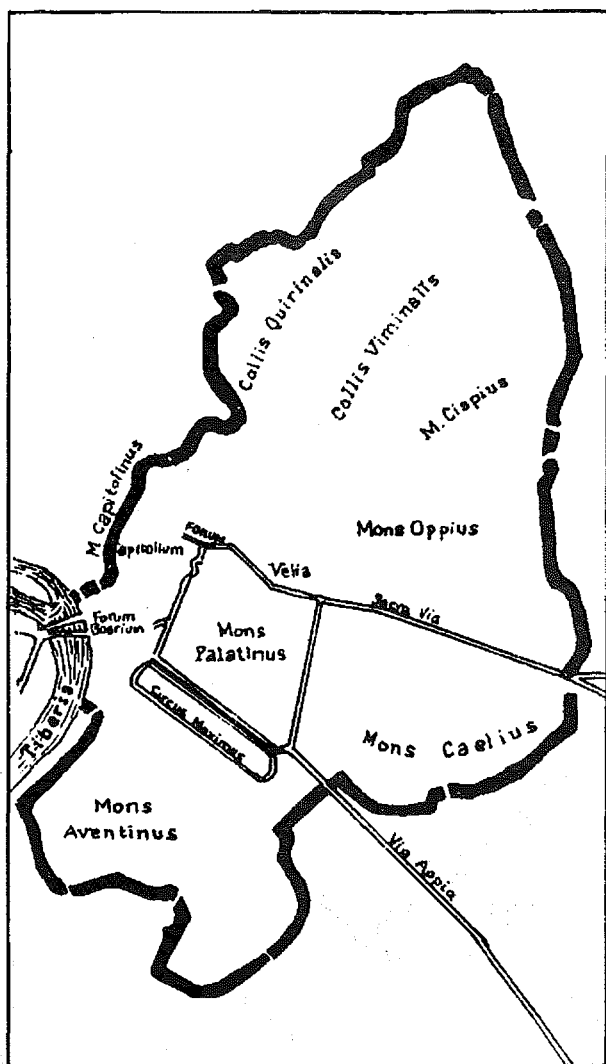 Collis Quirinalis
Collis Viminalis
M. Cispius
M. Capitolinus
Mons Oppius
FORUM
Capitolium
Velia
Sacra Via
Forum
Boarium
Mons
Palatinus
Circus Maximus
Tiberis
Mons Caelius
Mons
Aventinus
Via Appia